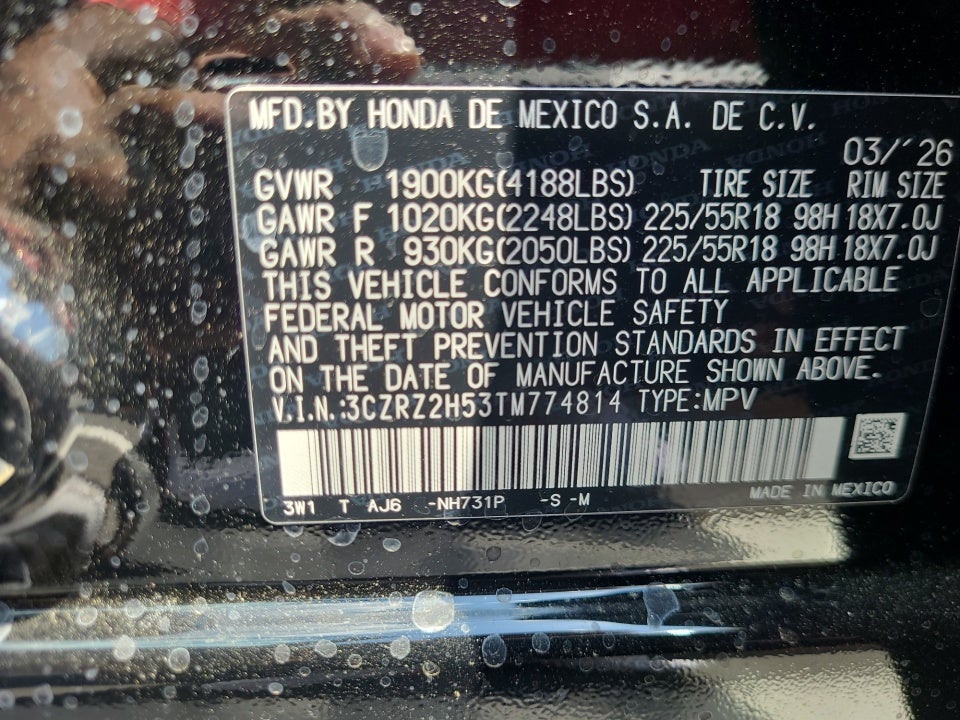 MFD.BY HONDA DE MEXICO S.A. DE C.V.
03/´26
GVWR 1900KG(4188LBS) TIRE SIZE RIM SIZE
GAWR F 1020KG(2248LBS) 225/55R18 98H 18X7.0J
GAWR R 930KG(2050LBS) 225/55R18 98H 18X7.0J
THIS VEHICLE CONFORMS TO ALL APPLICABLE
FEDERAL MOTOR VEHICLE SAFETY
AND THEFT PREVENTION STANDARDS IN EFFECT
ON THE DATE OF MANUFACTURE SHOWN ABOVE.
V.I.N.:3CZRZ2H53TM774814 TYPE:MPV
3W1 T AJ6 -NH731P -S -M
MADE IN MEXICO